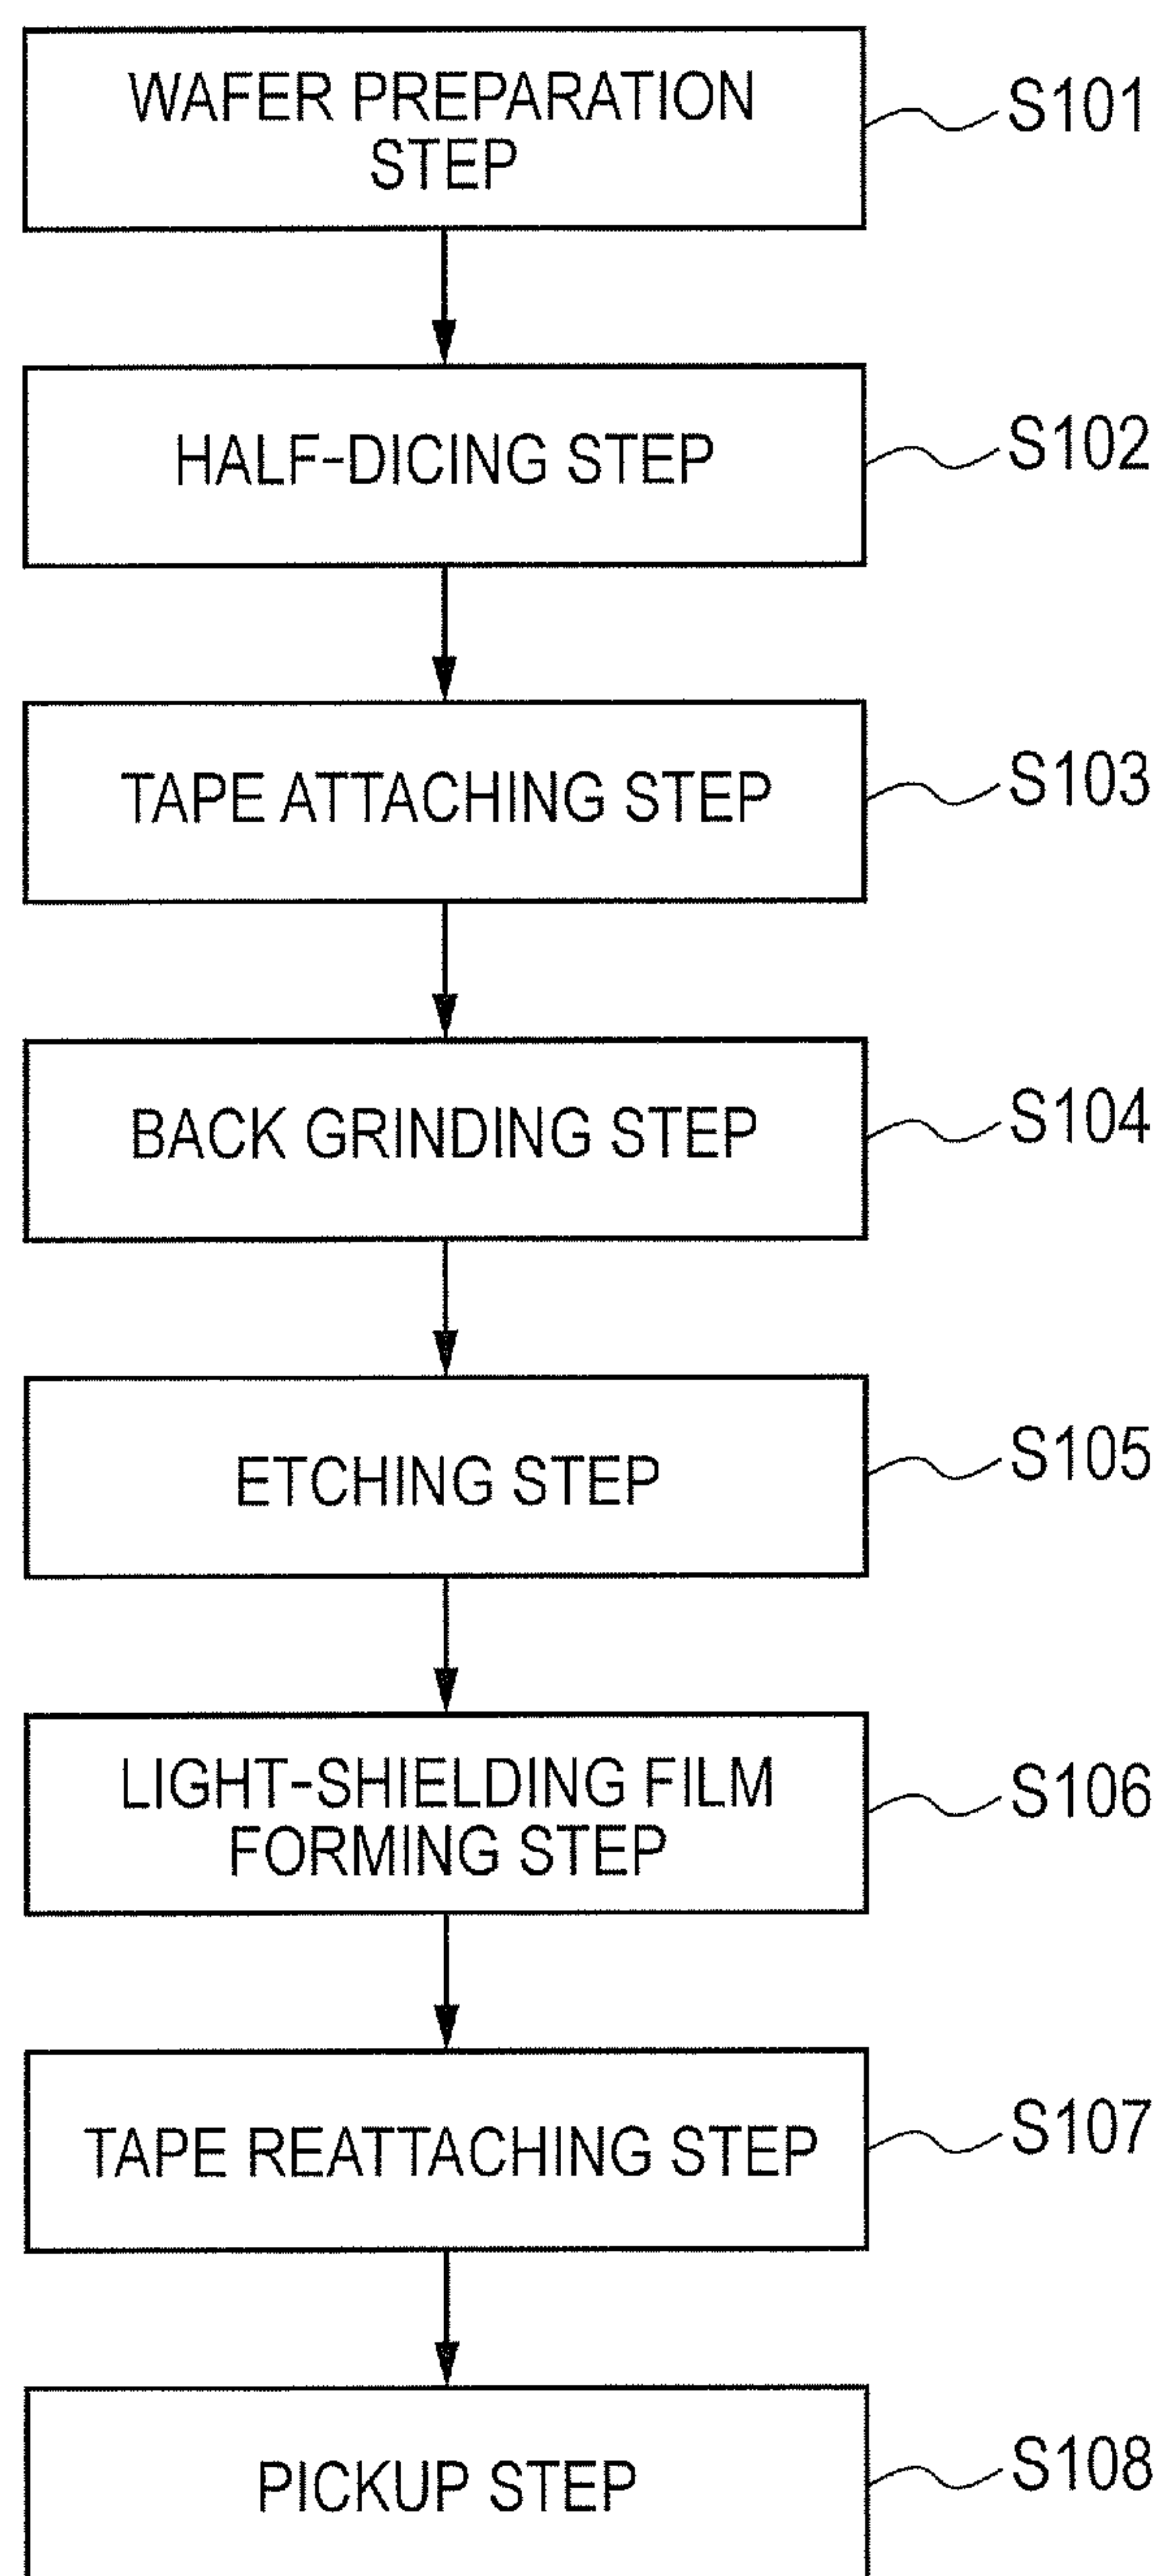 WAFER PREPARATION
STEP
S101
HALF-DICING STEP
S102
TAPE ATTACHING STEP
S103
BACK GRINDING STEP
S104
ETCHING STEP
S105
LIGHT-SHIELDING FILM
FORMING STEP
S106
TAPE REATTACHING STEP
S107
PICKUP STEP
S108